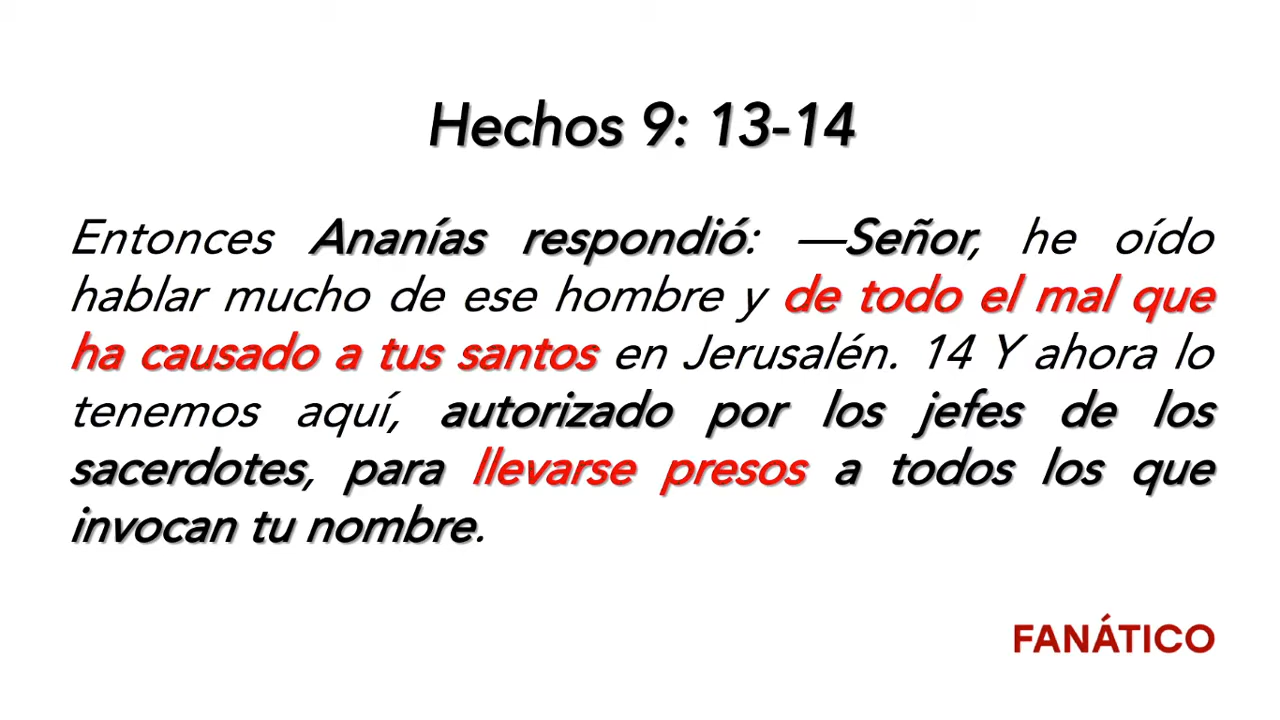 Hechos 9: 13-14
Entonces Ananías respondió: —Señor, he oído
hablar mucho de ese hombre y de todo el mal que
ha causado a tus santos en Jerusalén. 14 Y ahora lo
tenemos aquí, autorizado por los jefes de los
sacerdotes, para llevarse presos a todos los que
invocan tu nombre.
FANÁTICO